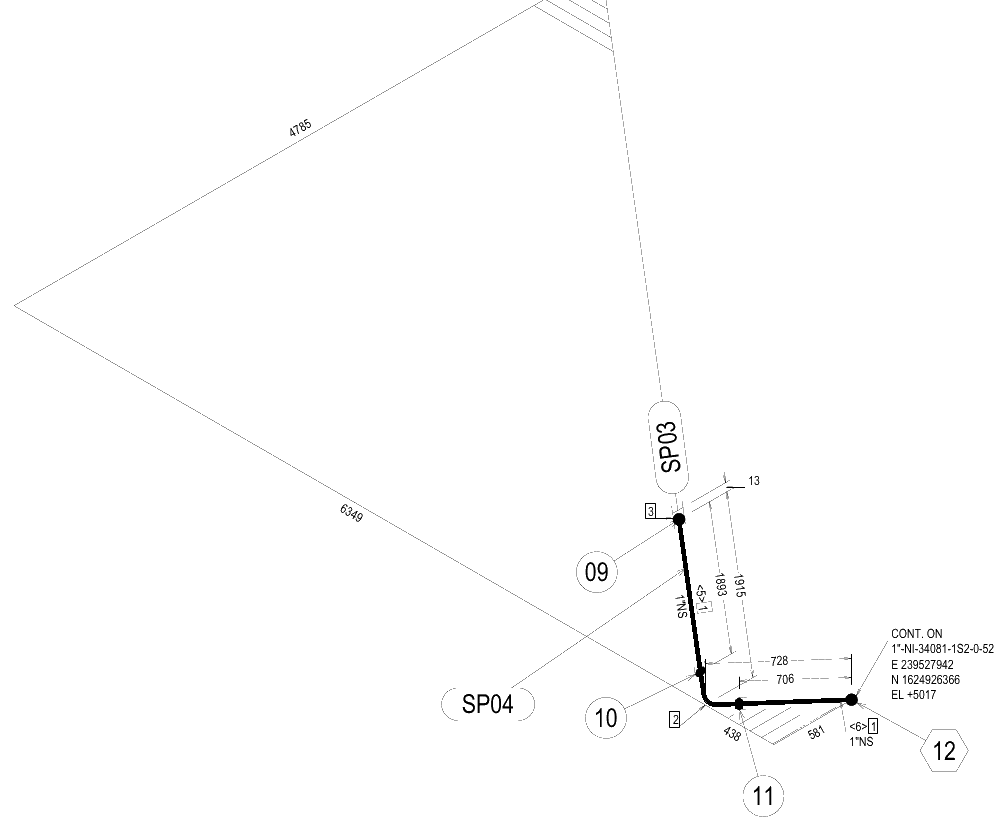 4785
SP03
13
3
6349
09
1893
1915
<5> 1
1"NS
CONT. ON
1"-NI-34081-1S2-0-52
E 239527942
N 1624926366
EL +5017
728
706
SP04
10
2
438
581
<6> 1
1"NS
12
11